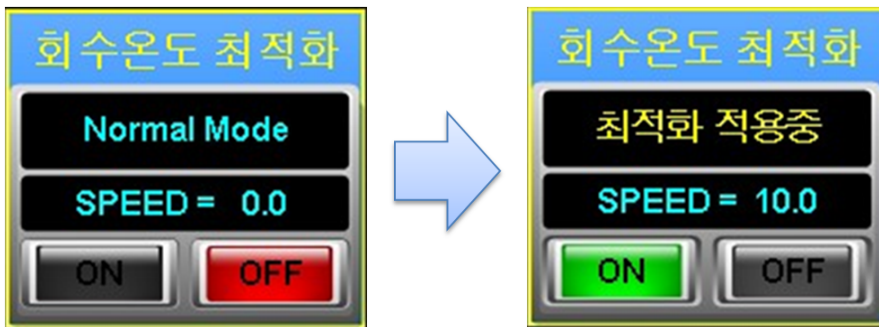 회수온도 최적화
Normal Mode
SPEED = 0.0
ON OFF
회수온도 최적화
최적화 적용중
SPEED = 10.0
ON OFF